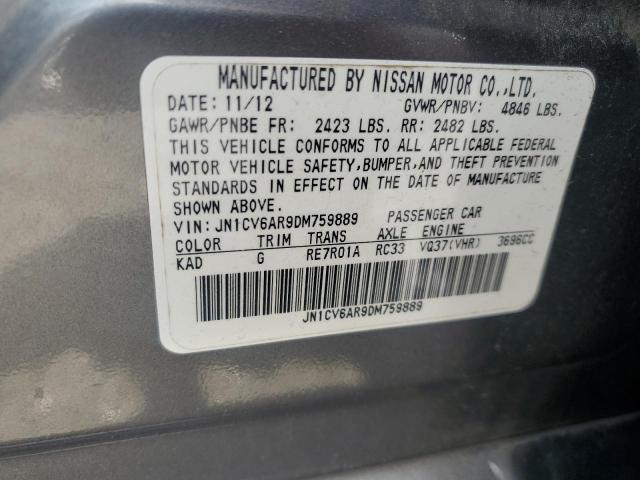 MANUFACTURED BY NISSAN MOTOR CO.,LTD.
DATE: 11/12 GVWR/PNBV: 4846 LBS.
GAWR/PNBE FR: 2423 LBS. RR: 2482 LBS.
THIS VEHICLE CONFORMS TO ALL APPLICABLE FEDERAL
MOTOR VEHICLE SAFETY,BUMPER,AND THEFT PREVENTION
STANDARDS IN EFFECT ON THE DATE OF MANUFACTURE
SHOWN ABOVE.
VIN: JN1CV6AR9DM759889 PASSENGER CAR
COLOR TRIM TRANS AXLE ENGINE
KAD G RE7R01A RC33 VQ37(VHR) 3696CC
JN1CV6AR9DM759889